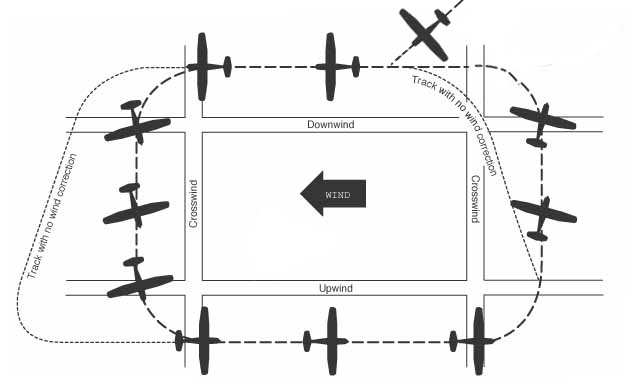 Track with no wind correction
Downwind
Track with no wind correction
Crosswind
WIND
Crosswind
Upwind